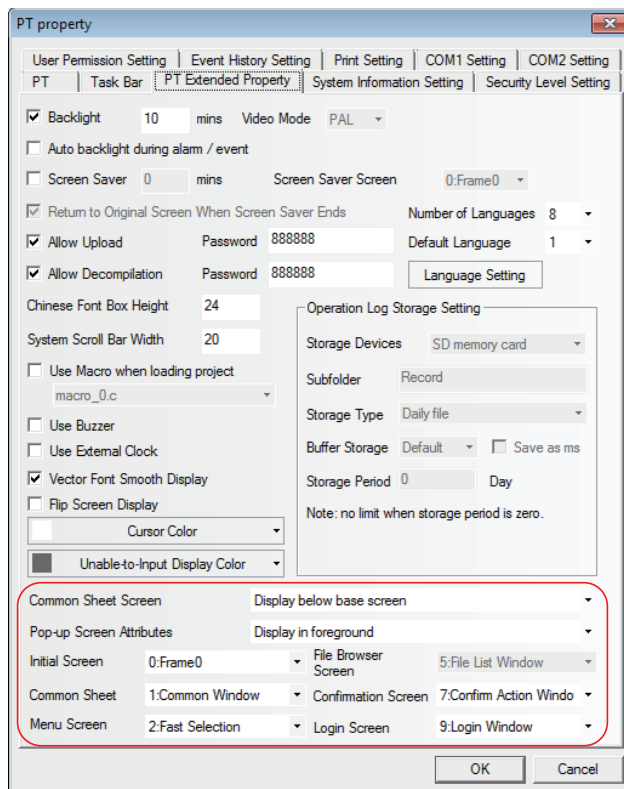 PT property
User Permission Setting Event History Setting Print Setting COM1 Setting COM2 Setting
PT Task Bar PT Extended Property System Information Setting Security Level Setting
Backlight 10 mins Video Mode PAL
Auto backlight during alarm / event
Screen Saver 0 mins Screen Saver Screen 0:Frame0
Return to Original Screen When Screen Saver Ends Number of Languages 8
Allow Upload Password 888888 Default Language 1
Allow Decompilation Password 888888 Language Setting
Chinese Font Box Height 24 Operation Log Storage Setting
System Scroll Bar Width 20 Storage Devices SD memory card
Use Macro when loading project Subfolder Record
macro_0.c Storage Type Daily file
Use Buzzer
Use External Clock Buffer Storage Default Save as ms
Vector Font Smooth Display Storage Period 0 Day
Flip Screen Display Note: no limit when storage period is zero.
Cursor Color
Unable-to-Input Display Color
Common Sheet Screen Display below base screen
Pop-up Screen Attributes Display in foreground
Initial Screen 0:Frame0 File Browser Screen 5:File List Window
Common Sheet 1:Common Window Confirmation Screen 7:Confirm Action Windo
Menu Screen 2:Fast Selection Login Screen 9:Login Window
OK Cancel